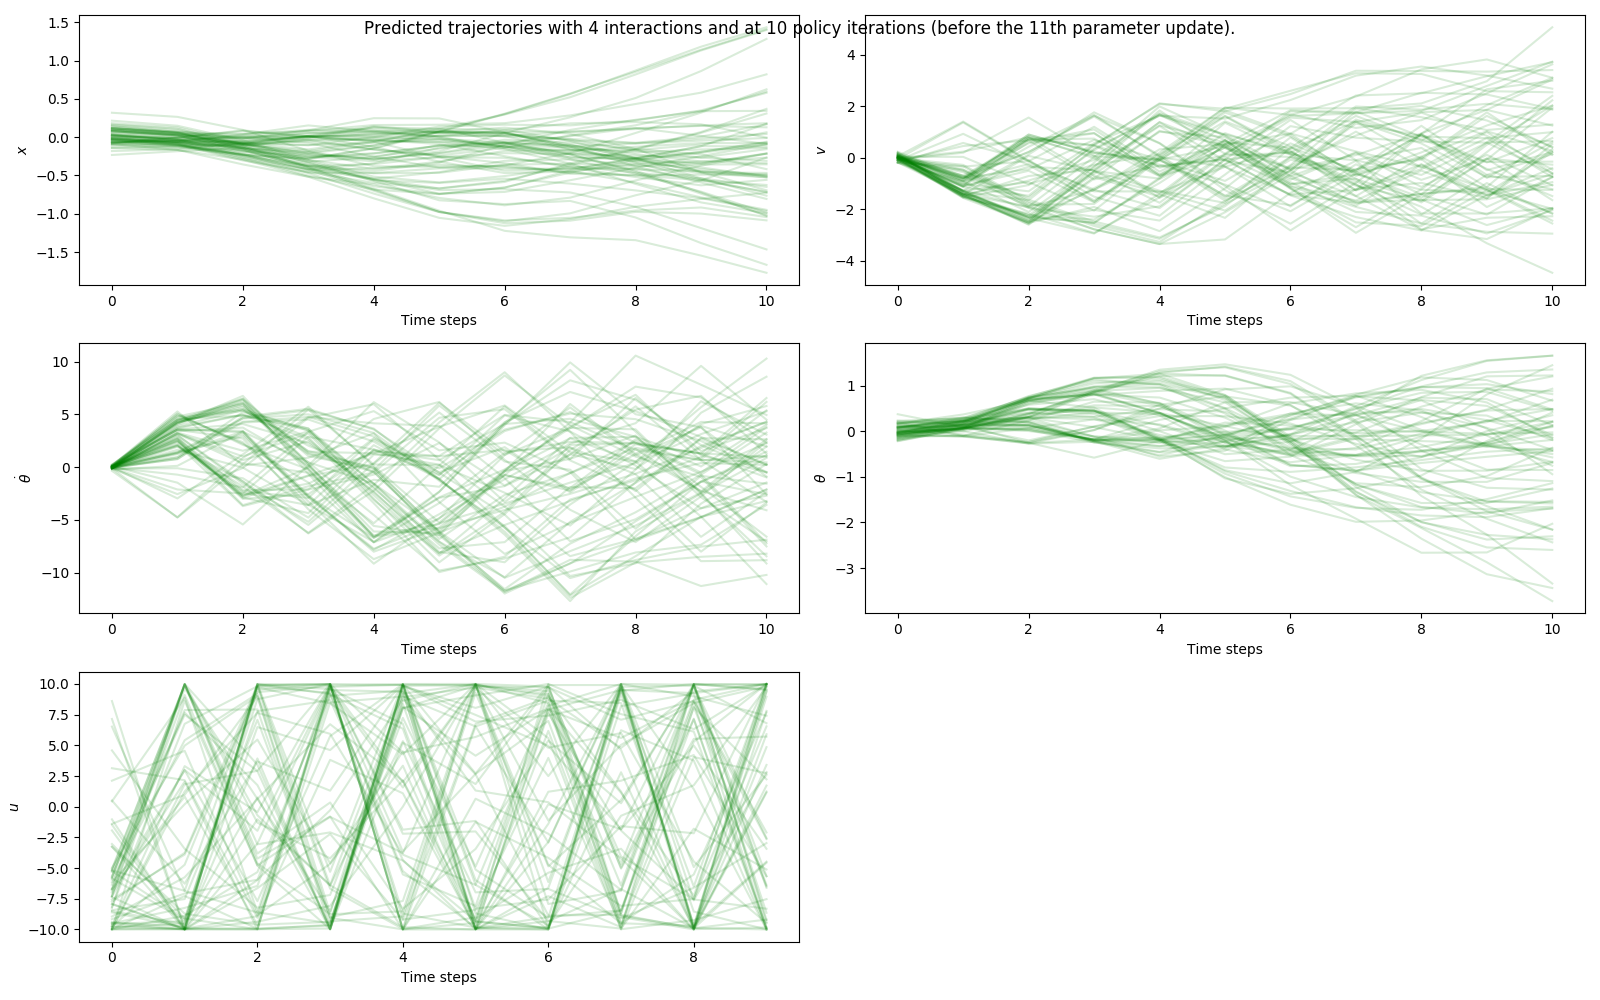 Predicted trajectories with 4 interactions and at 10 policy iterations (before the 11th parameter update).
1.5
1.0
0.5
0.0
−0.5
−1.0
−1.5
x
0 2 4 6 8 10
Time steps
4
2
0
−2
−4
v
0 2 4 6 8 10
Time steps
10
5
0
−5
−10
θ̇
0 2 4 6 8 10
Time steps
1
0
−1
−2
−3
θ
0 2 4 6 8 10
Time steps
10.0
7.5
5.0
2.5
0.0
−2.5
−5.0
−7.5
−10.0
u
0 2 4 6 8
Time steps